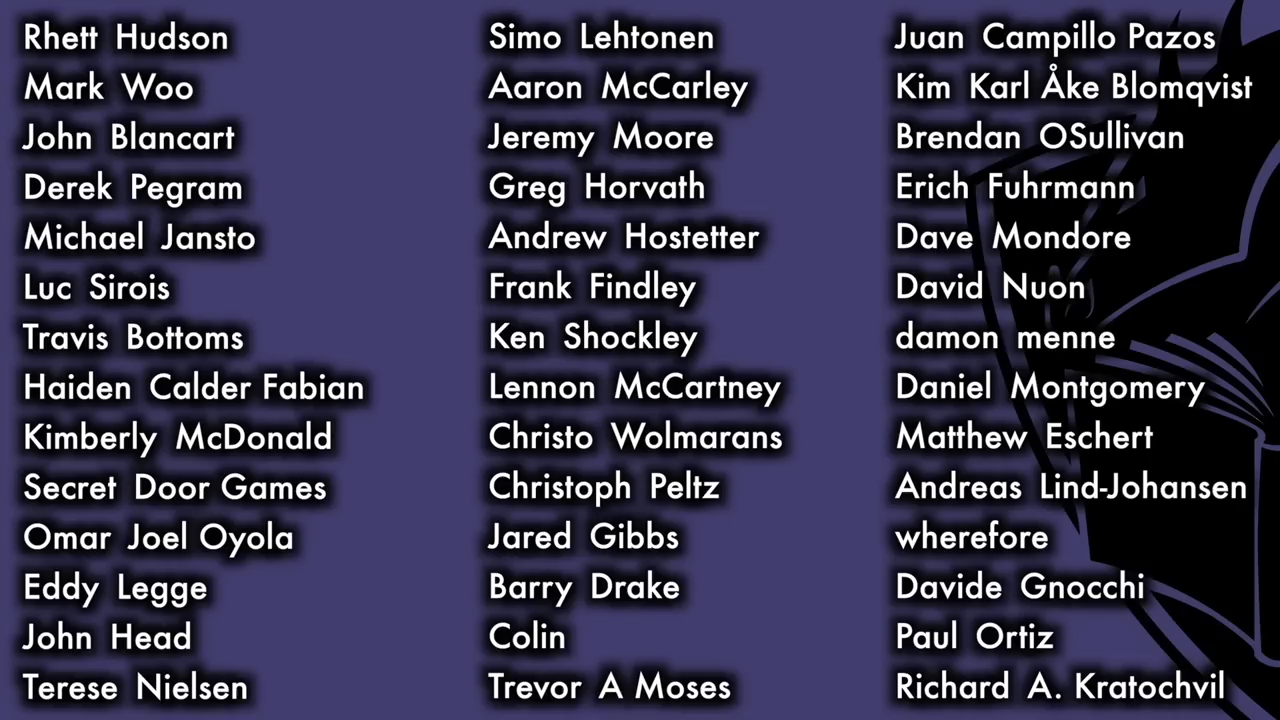 Rhett Hudson
Mark Woo
John Blancart
Derek Pegram
Michael Jansto
Luc Sirois
Travis Bottoms
Haiden Calder Fabian
Kimberly McDonald
Secret Door Games
Omar Joel Oyola
Eddy Legge
John Head
Terese Nielsen
Simo Lehtonen
Aaron McCarley
Jeremy Moore
Greg Horvath
Andrew Hostetter
Frank Findley
Ken Shockley
Lennon McCartney
Christo Wolmarans
Christoph Peltz
Jared Gibbs
Barry Drake
Colin
Trevor A Moses
Juan Campillo Pazos
Kim Karl Åke Blomqvist
Brendan OSullivan
Erich Fuhrmann
Dave Mondore
David Nuon
damon menne
Daniel Montgomery
Matthew Eschert
Andreas Lind-Johansen
wherefore
Davide Gnocchi
Paul Ortiz
Richard A. Kratochvil